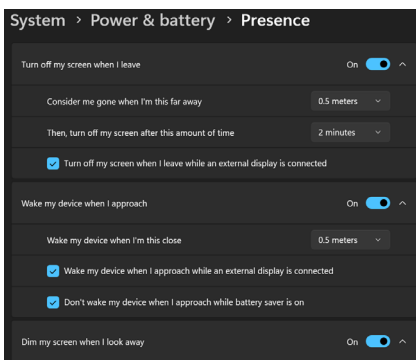 System > Power & battery > Presence
Turn off my screen when I leave On
Consider me gone when I'm this far away 0.5 meters
Then, turn off my screen after this amount of time 2 minutes
Turn off my screen when I leave while an external display is connected
Wake my device when I approach On
Wake my device when I'm this close 0.5 meters
Wake my device when I approach while an external display is connected
Don't wake my device when I approach while battery saver is on
Dim my screen when I look away On